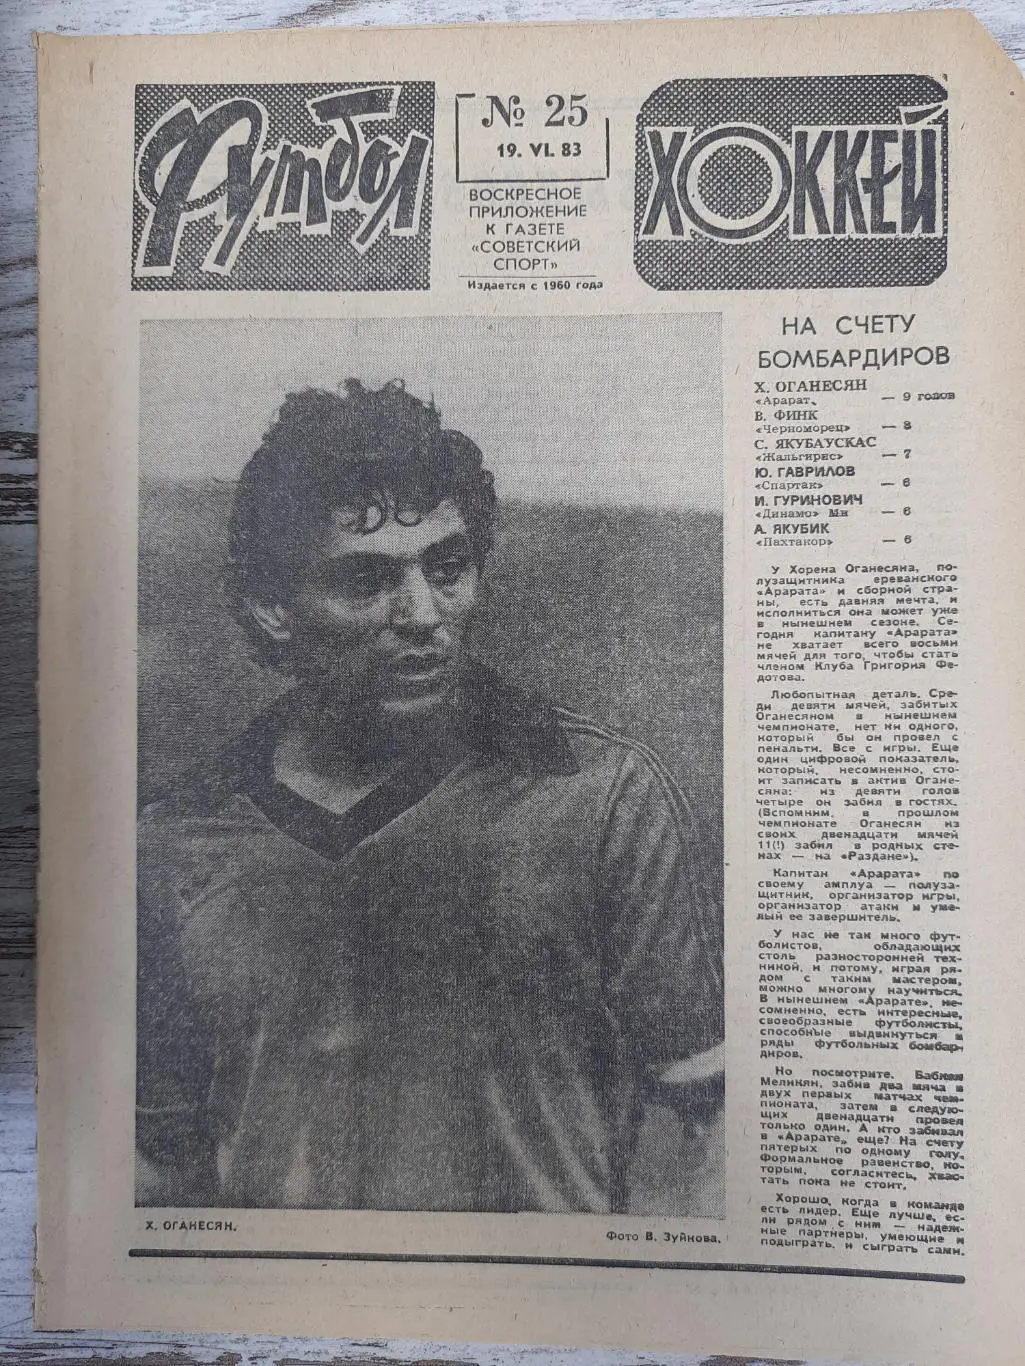 Футбол
№ 25
19. VI. 83
ВОСКРЕСНОЕ
ПРИЛОЖЕНИЕ
К ГАЗЕТЕ
«СОВЕТСКИЙ
СПОРТ»
Издается с 1960 года
ХОККЕЙ
НА СЧЕТУ
БОМБАРДИРОВ
Х. ОГАНЕСЯН
«Арарат„ — 9 голов
В. ФИНК
«Черноморец» — 8
С. ЯКУБАУСКАС
«Жальгирис» — 7
Ю. ГАВРИЛОВ
«Спартак» — 6
И. ГУРИНОВИЧ
«Динамо» Мн — 6
А. ЯКУБИК
«Пахтакор» — 6
У Хорена Оганесяна, по-
лузащитника ереванского
«Арарата» и сборной стра-
ны, есть давняя мечта, и
исполниться она может уже
в нынешнем сезоне. Се-
годня капитану «Арарата»
не хватает всего восьми
мячей для того, чтобы стать
членом Клуба Григория Фе-
дотова.
Любопытная деталь. Сре-
ди девяти мячей, забитых
Оганесяном в нынешнем
чемпионате, нет ни одного,
который бы он провел с
пенальти. Все с игры. Еще
один цифровой показатель,
который, несомненно, сто-
ит записать в актив Огане-
сяна: из девяти голов
четыре он забил в гостях.
(Вспомним, в прошлом
чемпионате Оганесян из
своих двенадцати мячей
11(!) забил в родных сте-
нах — на «Раздане»).
Капитан «Арарата» по
своему амплуа — полуза-
щитник, организатор игры,
организатор атаки и уме-
лый ее завершитель.
У нас не так много фут-
болистов, обладающих
столь разносторонней тех-
никой, и потому, играя ря-
дом с таким мастером,
можно многому научиться.
В нынешнем «Арарате», не-
сомненно, есть интересные,
своеобразные футболисты,
способные выдвинуться в
ряды футбольных бомбар-
диров.
Но посмотрите. Бабкен
Меликян, забив два мяча в
двух первых матчах чем-
пионата, затем в следую-
щих двенадцати провел
только один. А кто забивал
в «Арарате„ еще? На счету
пятерых по одному голу.
Формальное равенство, ко-
торым, согласитесь, хвас-
тать пока не стоит.
Хорошо, когда в команде
есть лидер. Еще лучше, ес-
ли рядом с ним — надеж-
ные партнеры, умеющие и
подыграть, и сыграть сами.
Х. ОГАНЕСЯН.
Фото В. Зуйкова.